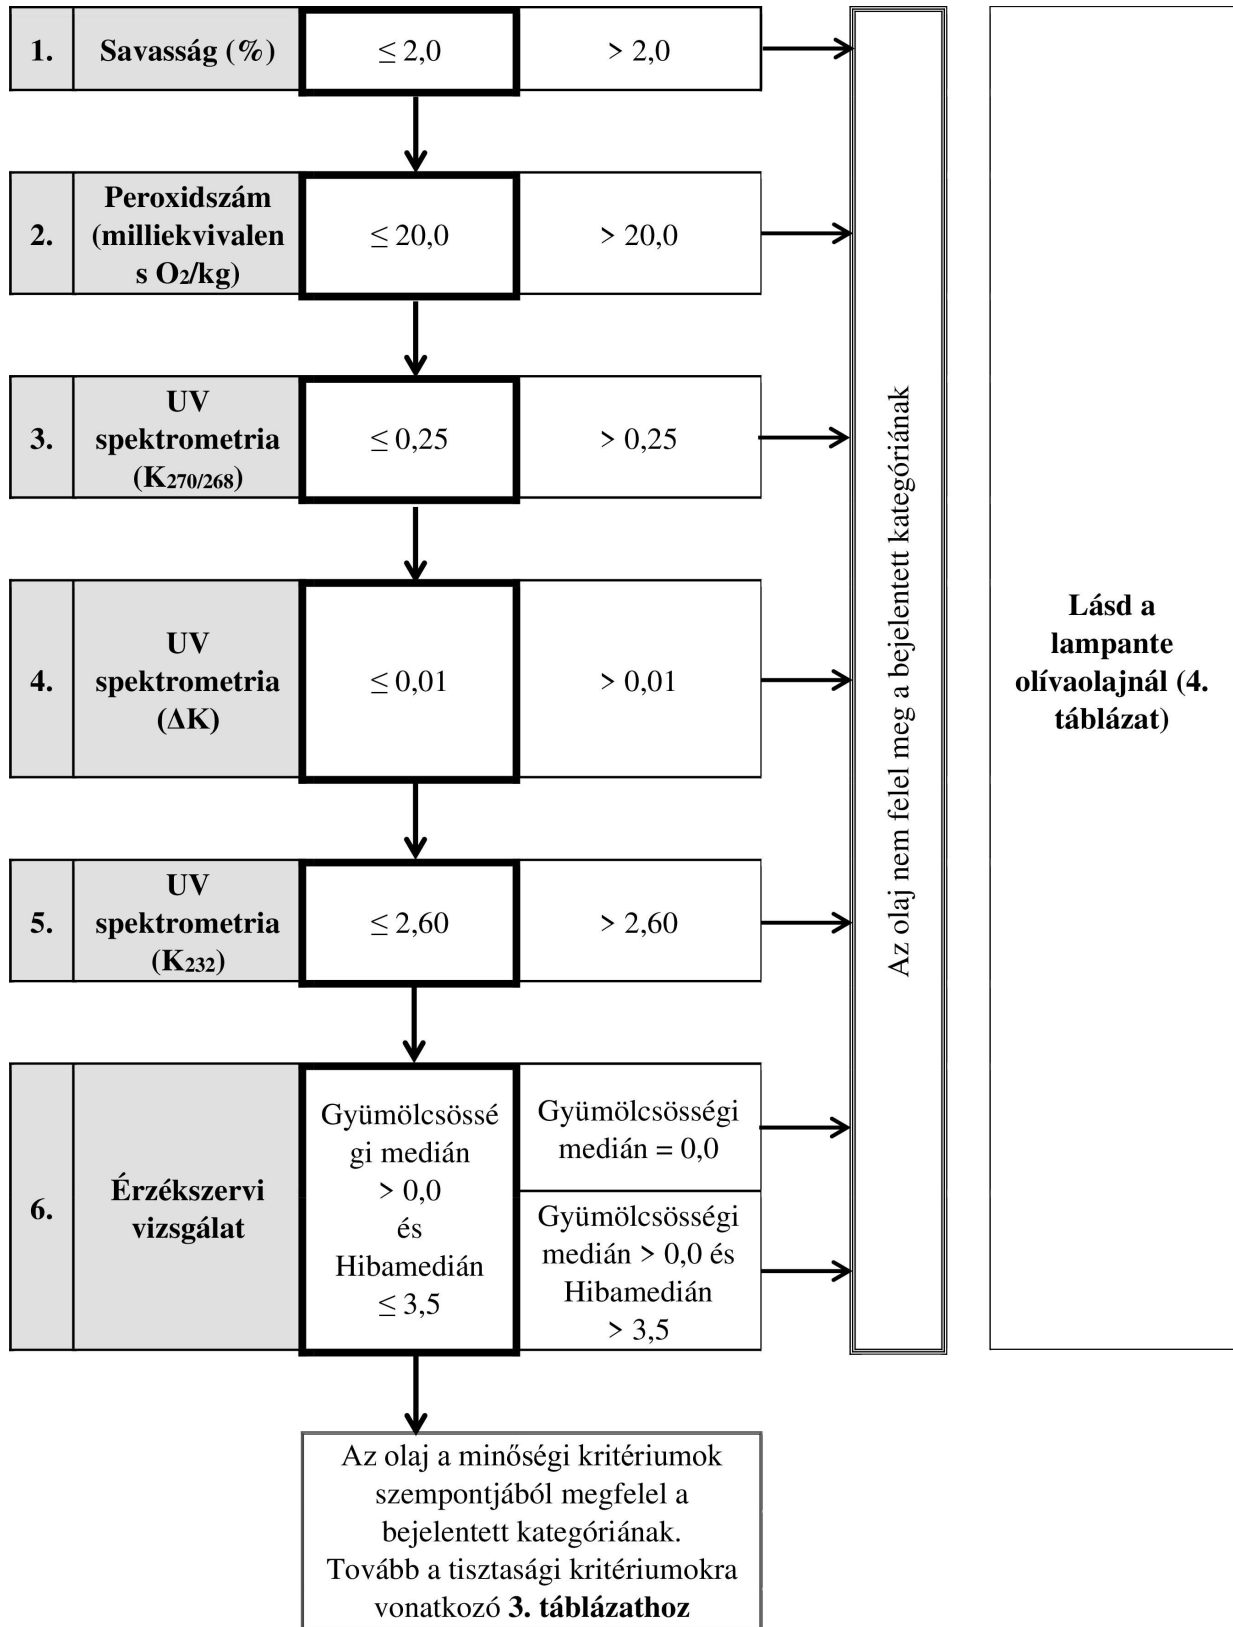 1.
Savasság (%)
≤ 2,0
> 2,0
2.
Peroxidszám
(milliekvivalen
s O₂/kg)
≤ 20,0
> 20,0
3.
UV
spektrometria
(K₂₇₀/₂₆₈)
≤ 0,25
> 0,25
4.
UV
spektrometria
(ΔK)
≤ 0,01
> 0,01
5.
UV
spektrometria
(K₂₃₂)
≤ 2,60
> 2,60
6.
Érzékszervi
vizsgálat
Gyümölcsössé
gi medián
> 0,0
és
Hibamedián
≤ 3,5
Gyümölcsösségi
medián = 0,0
Gyümölcsösségi
medián > 0,0 és
Hibamedián
> 3,5
Az olaj nem felel meg a bejelentett kategóriának
Lásd a
lampante
olívaolajnál (4.
táblázat)
Az olaj a minőségi kritériumok
szempontjából megfelel a
bejelentett kategóriának.
Tovább a tisztasági kritériumokra
vonatkozó 3. táblázathoz